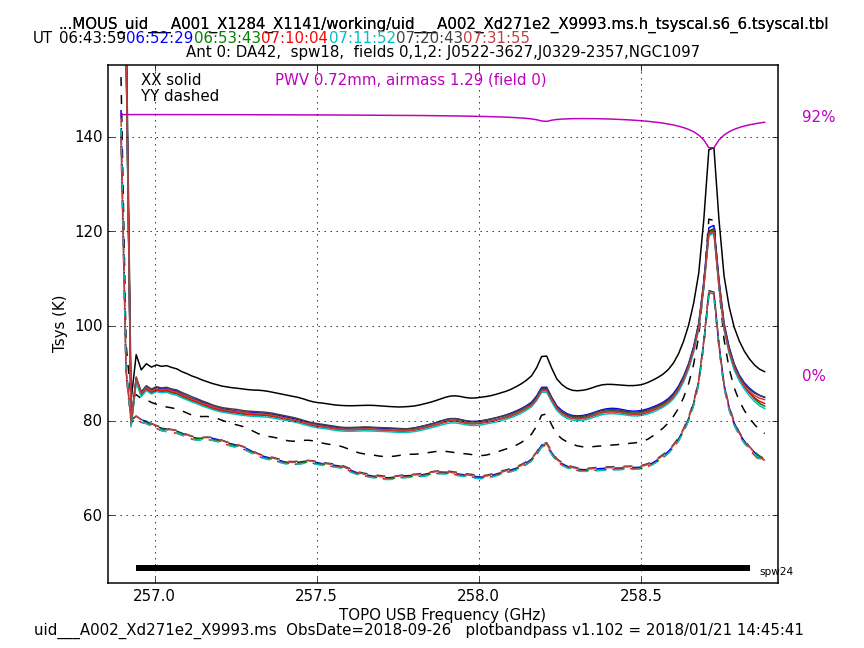 ...MOUS_uid___A001_X1284_X1141/working/uid___A002_Xd271e2_X9993.ms.h_tsyscal.s6_6.tsyscal.tbl
UT 06:43:59 06:52:29 06:53:43 07:10:04 07:11:52 07:20:43 07:31:55
Ant 0: DA42, spw18, fields 0,1,2: J0522-3627,J0329-2357,NGC1097
XX solid
PWV 0.72mm, airmass 1.29 (field 0)
YY dashed
92%
140
120
100
80
60
Tsys (K)
0%
spw24
257.0 257.5 258.0 258.5
TOPO USB Frequency (GHz)
uid___A002_Xd271e2_X9993.ms ObsDate=2018-09-26 plotbandpass v1.102 = 2018/01/21 14:45:41